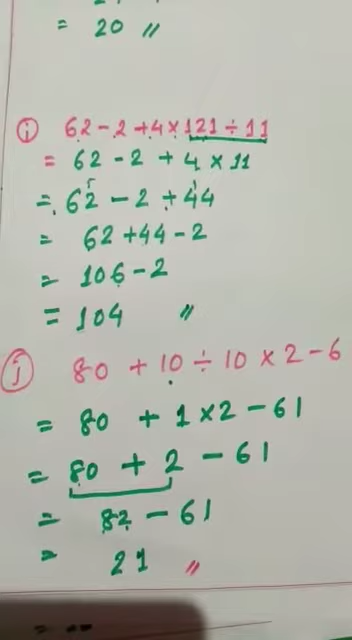 = 20 //
i 62 - 2 + 4 × 121 ÷ 11
= 62 - 2 + 4 × 11
= 62 - 2 + 44
= 62 + 44 - 2
= 106 - 2
= 104 //
j 80 + 10 ÷ 10 × 2 - 6
= 80 + 1 × 2 - 61
= 80 + 2 - 61
= 82 - 61
= 21 //